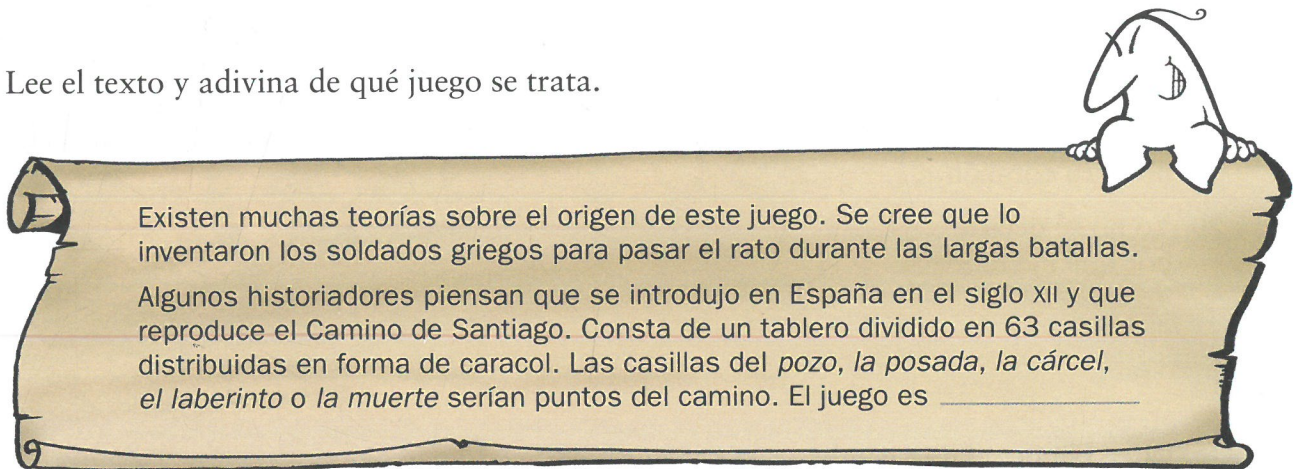 Lee el texto y adivina de qué juego se trata.
Existen muchas teorías sobre el origen de este juego. Se cree que lo
inventaron los soldados griegos para pasar el rato durante las largas batallas.
Algunos historiadores piensan que se introdujo en España en el siglo XII y que
reproduce el Camino de Santiago. Consta de un tablero dividido en 63 casillas
distribuidas en forma de caracol. Las casillas del pozo, la posada, la cárcel,
el laberinto o la muerte serían puntos del camino. El juego es ____________